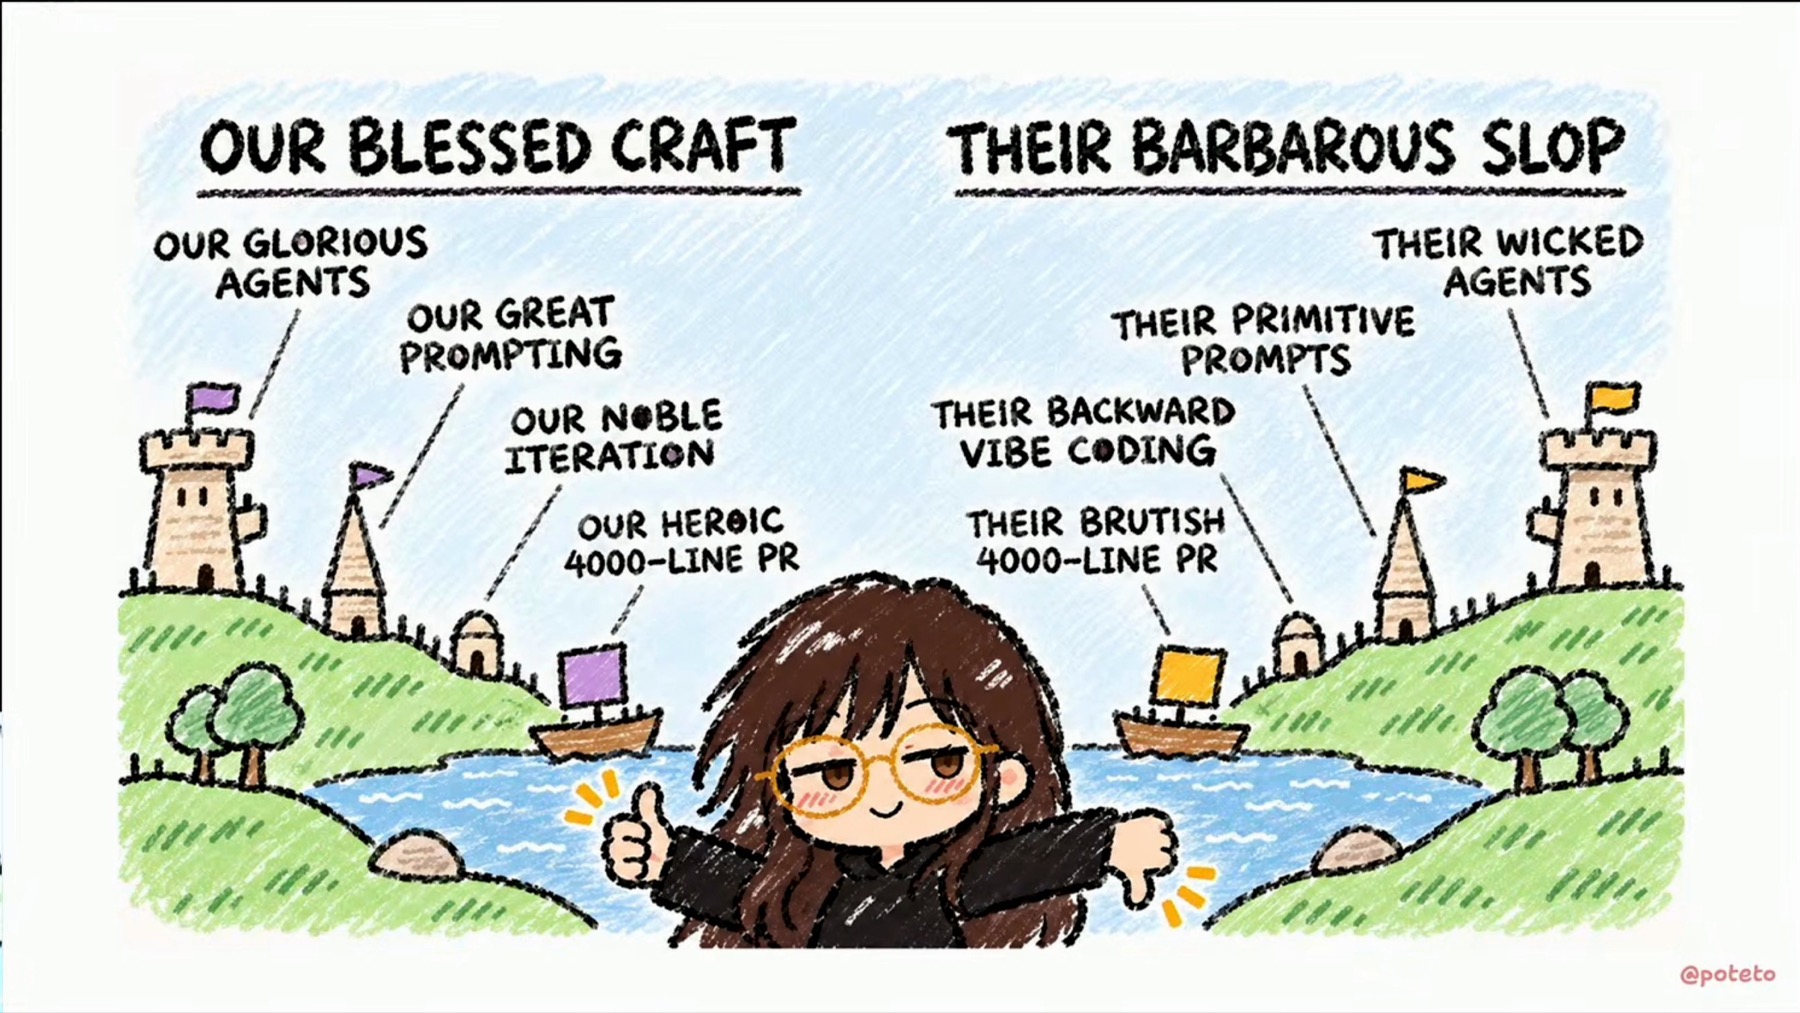 OUR BLESSED CRAFT
OUR GLORIOUS
AGENTS
OUR GREAT
PROMPTING
OUR NOBLE
ITERATION
OUR HEROIC
4000-LINE PR
THEIR BARBAROUS SLOP
THEIR WICKED
AGENTS
THEIR PRIMITIVE
PROMPTS
THEIR BACKWARD
VIBE CODING
THEIR BRUTISH
4000-LINE PR
@poteto